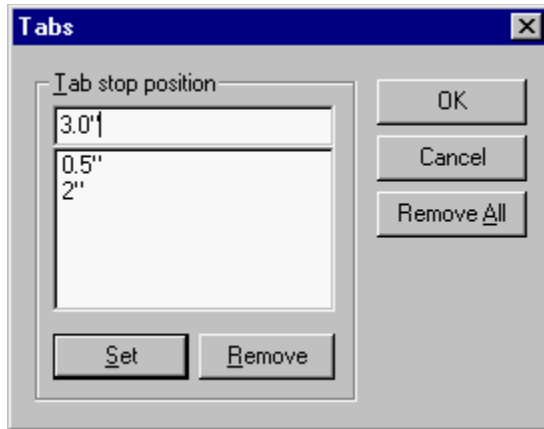 Tabs
Tab stop position
3.0"
0.5"
2"
Set
Remove
OK
Cancel
Remove All